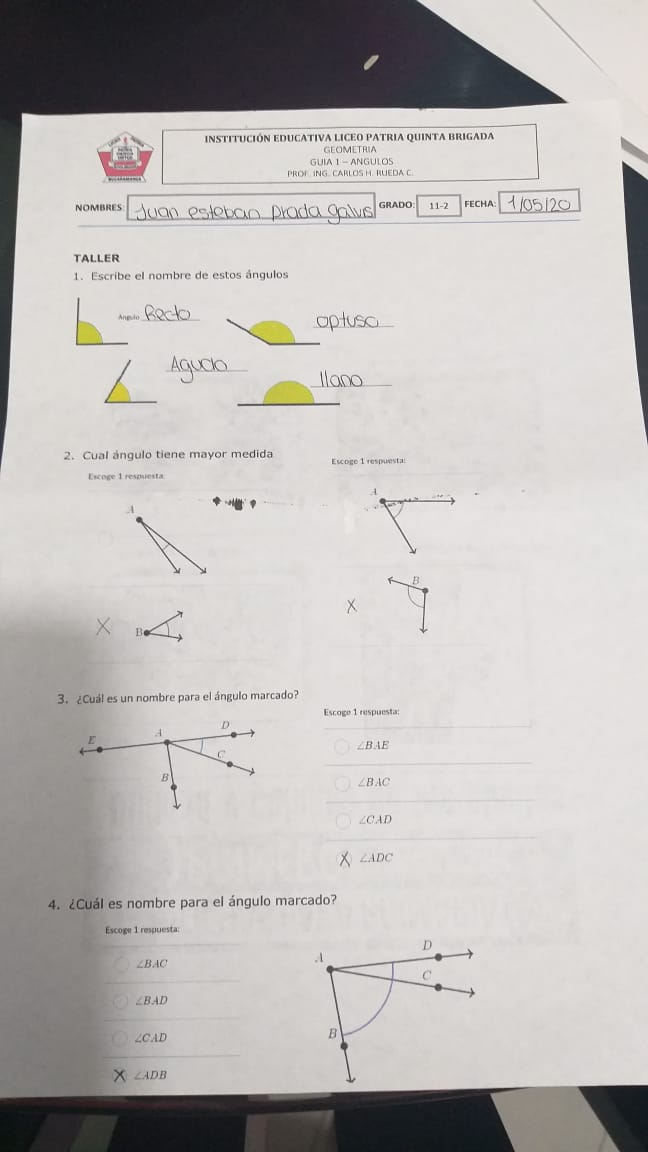 INSTITUCIÓN EDUCATIVA LICEO PATRIA QUINTA BRIGADA
GEOMETRIA
GUIA 1 – ANGULOS
PROF. ING. CARLOS H. RUEDA C.
NOMBRES: Juan esteban prada galvis GRADO: 11-2 FECHA: 1/05/20
TALLER
1. Escribe el nombre de estos ángulos
Angulo Recto
optuso
Agudo
llano
2. Cual ángulo tiene mayor medida
Escoge 1 respuesta:
Escoge 1 respuesta:
A
A
B
X
X B
3. ¿Cuál es un nombre para el ángulo marcado?
Escoge 1 respuesta:
E A D
C
B
∠BAE
∠BAC
∠CAD
X ∠ADC
4. ¿Cuál es nombre para el ángulo marcado?
Escoge 1 respuesta:
∠BAC
∠BAD
∠CAD
X ∠ADB
A D
C
B